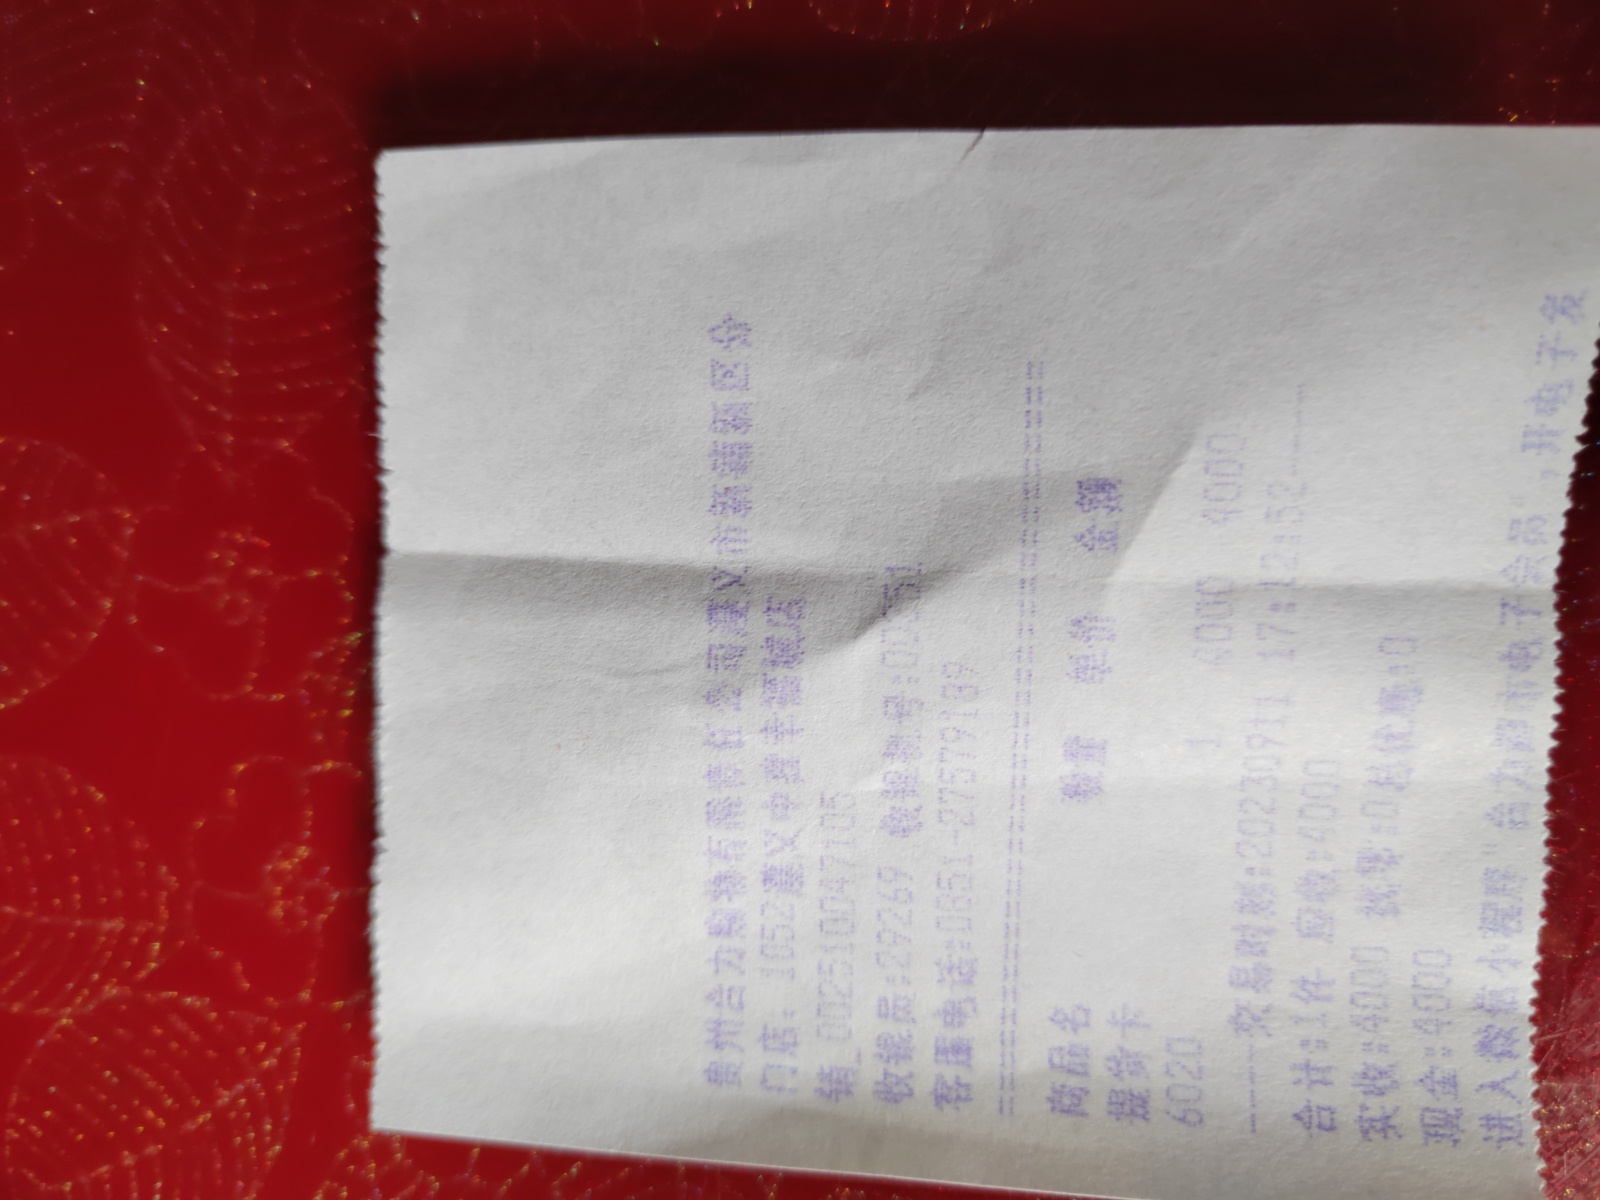 贵州合力购物有限责任公司遵义市新蒲新区分
门店: 1052遵义中建幸福城店
销_002510047105
收银员:29269 收银机号:00251
客服电话:0851-27579189
================================
商品名 数量 单价 金额
提货卡
6020 1 4000 4000
----交易时刻:20230911 17:12:32----
合计:1件 应收:4000
实收:4000 找零:0总优惠:0
现金:4000
进入微信小程序"合力超市电子会员",开电子发